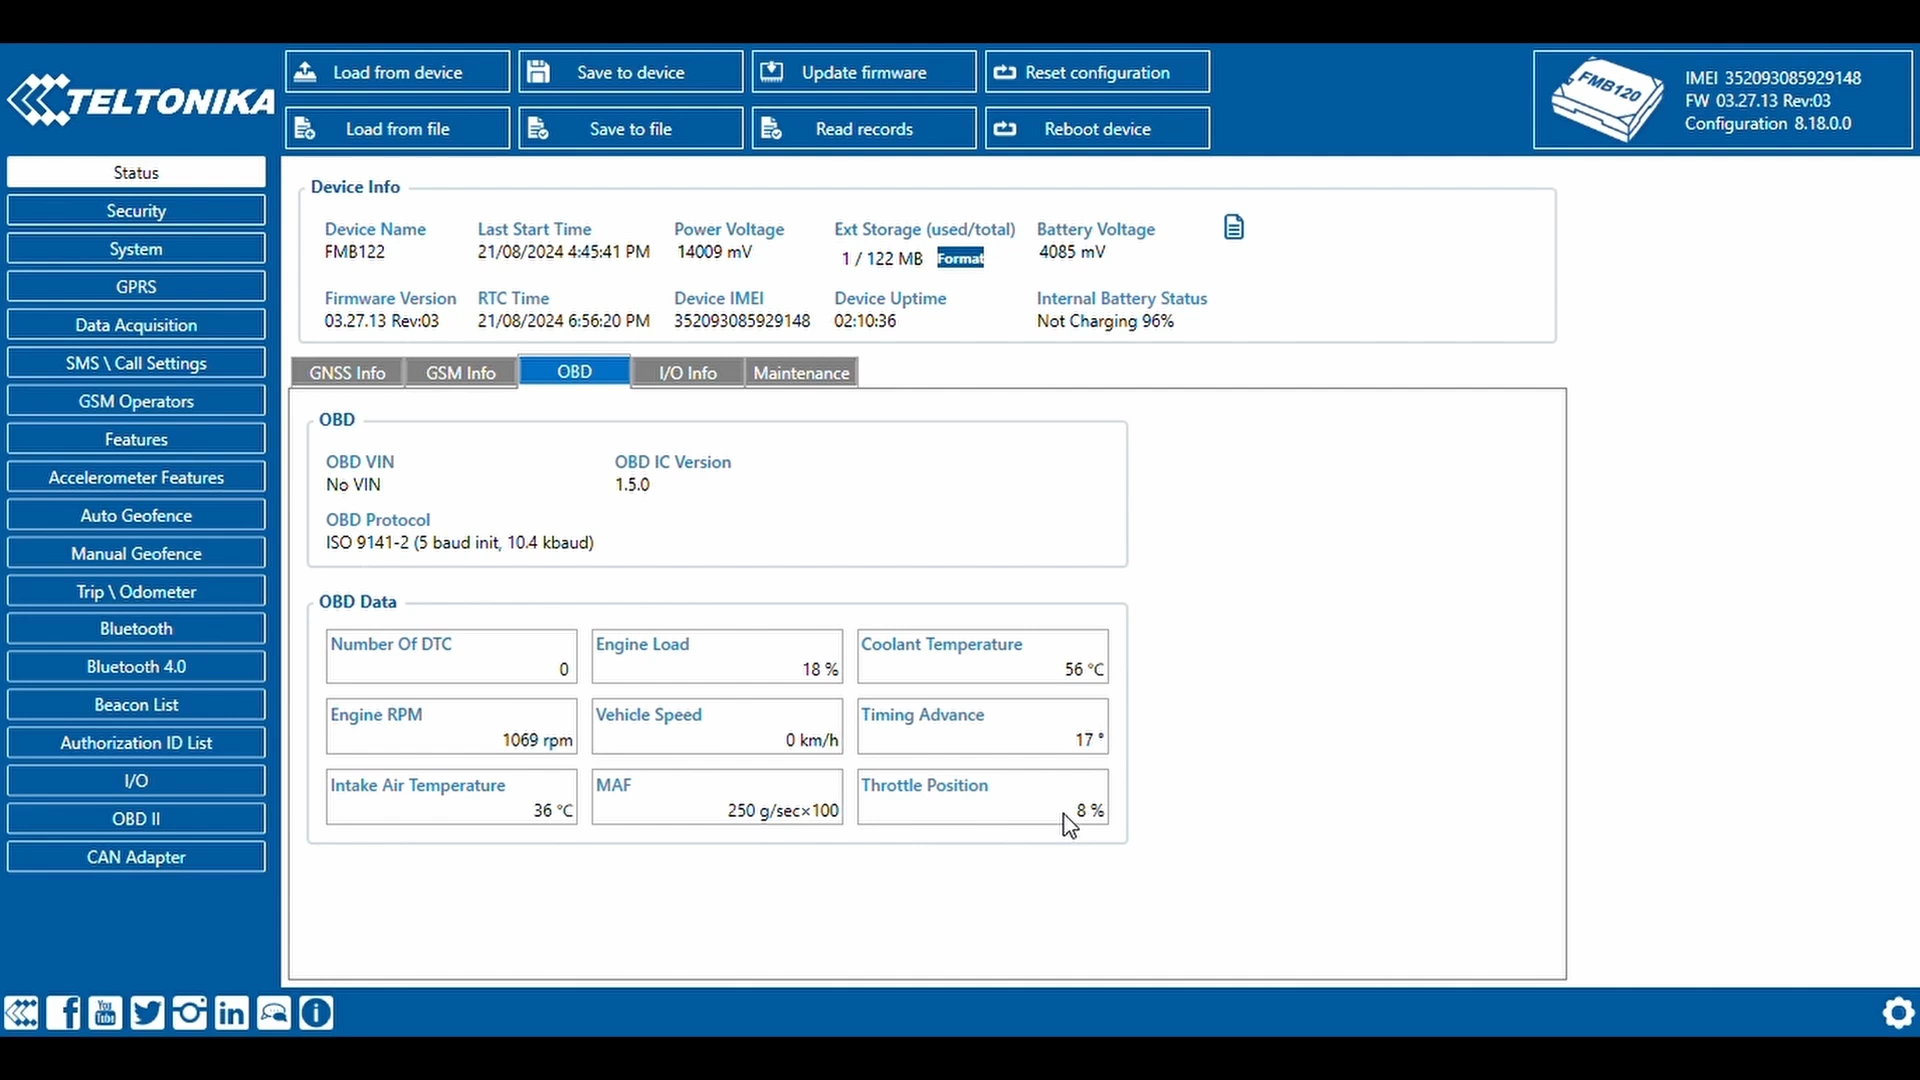 TELTONIKA
Load from device
Save to device
Update firmware
Reset configuration
Load from file
Save to file
Read records
Reboot device
FMB120
IMEI 352093085929148
FW 03.27.13 Rev:03
Configuration 8.18.0.0
Status
Security
System
GPRS
Data Acquisition
SMS \ Call Settings
GSM Operators
Features
Accelerometer Features
Auto Geofence
Manual Geofence
Trip \ Odometer
Bluetooth
Bluetooth 4.0
Beacon List
Authorization ID List
I/O
OBD II
CAN Adapter
Device Info
Device Name
FMB122
Last Start Time
21/08/2024 4:45:41 PM
Power Voltage
14009 mV
Ext Storage (used/total)
1 / 122 MB Format
Battery Voltage
4085 mV
Firmware Version
03.27.13 Rev:03
RTC Time
21/08/2024 6:56:20 PM
Device IMEI
352093085929148
Device Uptime
02:10:36
Internal Battery Status
Not Charging 96%
GNSS Info
GSM Info
OBD
I/O Info
Maintenance
OBD
OBD VIN
No VIN
OBD IC Version
1.5.0
OBD Protocol
ISO 9141-2 (5 baud init, 10.4 kbaud)
OBD Data
Number Of DTC
0
Engine Load
18 %
Coolant Temperature
56 °C
Engine RPM
1069 rpm
Vehicle Speed
0 km/h
Timing Advance
17 °
Intake Air Temperature
36 °C
MAF
250 g/sec×100
Throttle Position
8 %
You
Tube
in